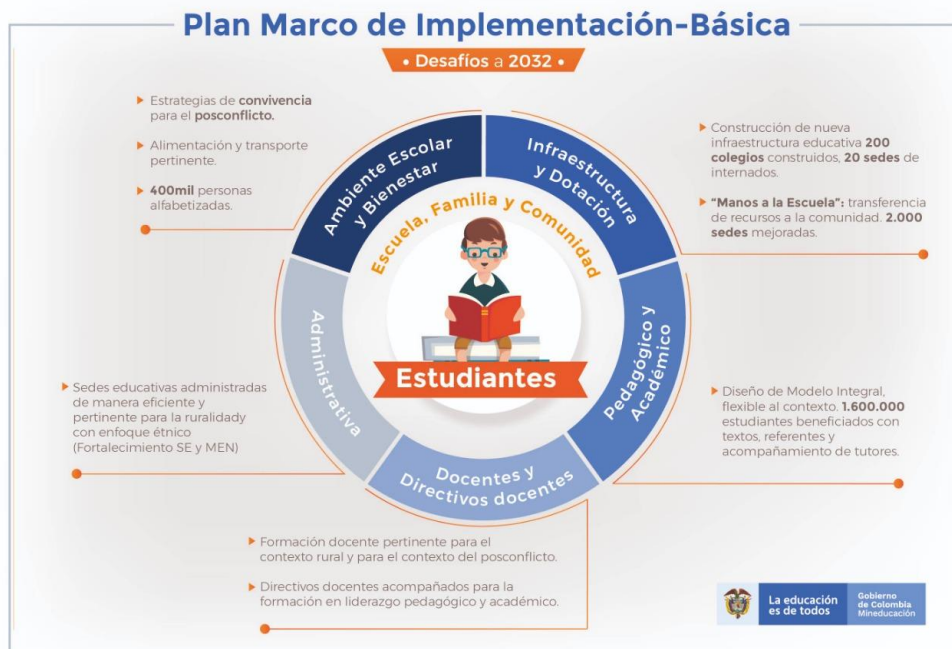 Plan Marco de Implementación-Básica
• Desafíos a 2032 •
▶ Estrategias de convivencia
para el posconflicto.
▶ Alimentación y transporte
pertinente.
▶ 400mil personas
alfabetizadas.
Ambiente Escolar
y Bienestar
Infraestructura
y Dotación
▶ Construcción de nueva
infraestructura educativa 200
colegios construidos, 20 sedes de
internados.
▶ "Manos a la Escuela": transferencia
de recursos a la comunidad. 2.000
sedes mejoradas.
Escuela, Familia y Comunidad
Estudiantes
Administrativa
Pedagógico y
Académico
▶ Sedes educativas administradas
de manera eficiente y
pertinente para la ruralidady
con enfoque étnico
(Fortalecimiento SE y MEN)
▶ Diseño de Modelo Integral,
flexible al contexto. 1.600.000
estudiantes beneficiados con
textos, referentes y
acompañamiento de tutores.
Docentes y
Directivos docentes
▶ Formación docente pertinente para el
contexto rural y para el contexto del posconflicto.
▶ Directivos docentes acompañados para la
formación en liderazgo pedagógico y académico.
La educación
es de todos
Gobierno
de Colombia
Mineducación